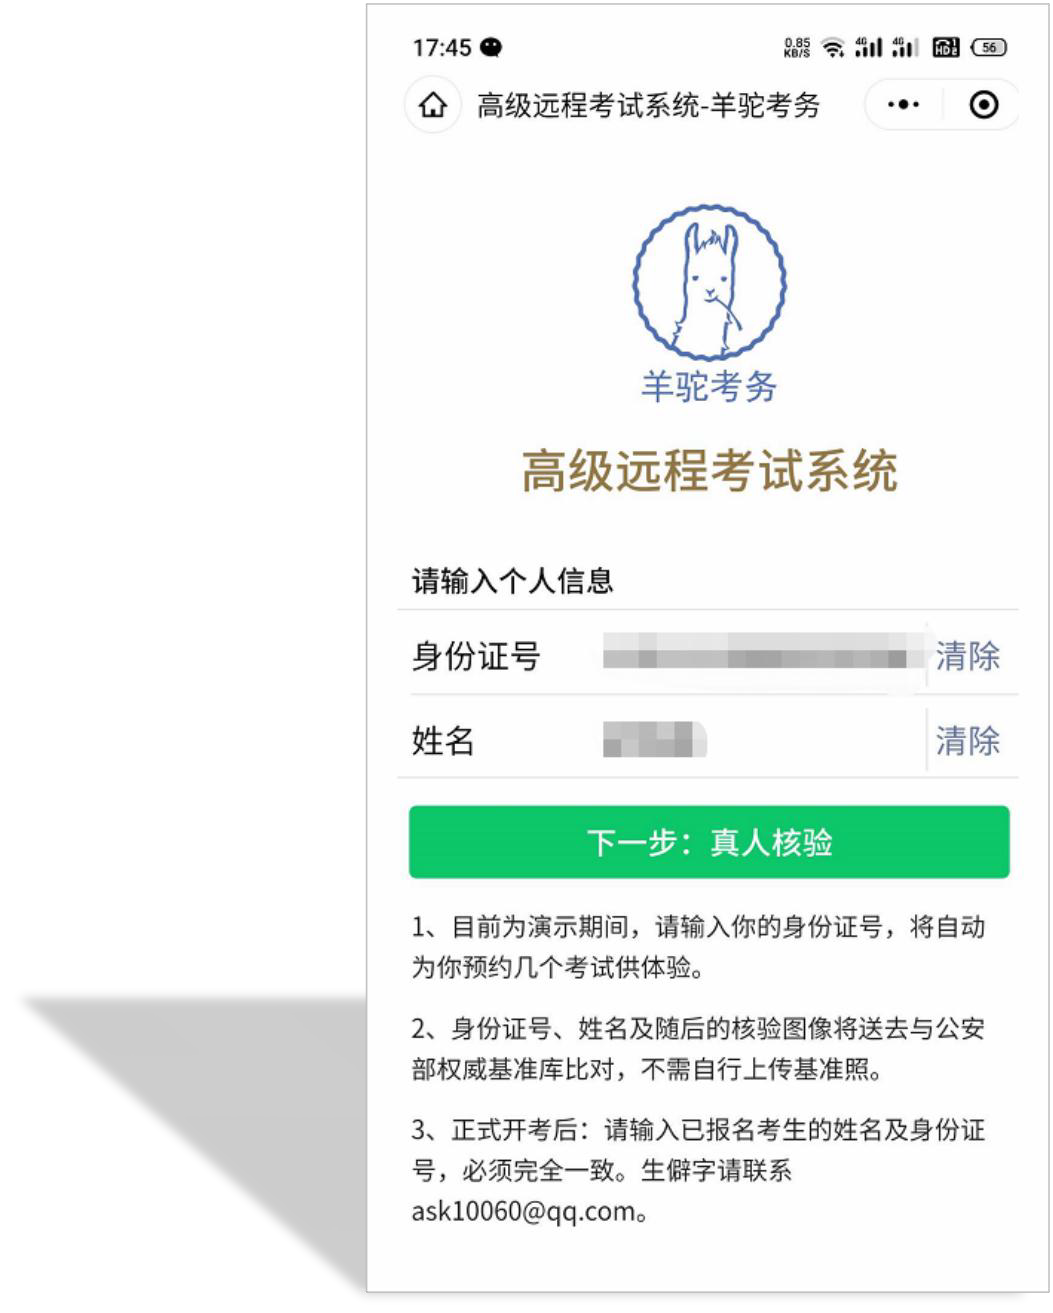 17:45
0.85
KB/S
4G
4G
HD 1
2
56
高级远程考试系统-羊驼考务
羊驼考务
高级远程考试系统
请输入个人信息
身份证号 清除
姓名 清除
下一步：真人核验
1、目前为演示期间，请输入你的身份证号，将自动
为你预约几个考试供体验。
2、身份证号、姓名及随后的核验图像将送去与公安
部权威基准库比对，不需自行上传基准照。
3、正式开考后：请输入已报名考生的姓名及身份证
号，必须完全一致。生僻字请联系
ask10060@qq.com。